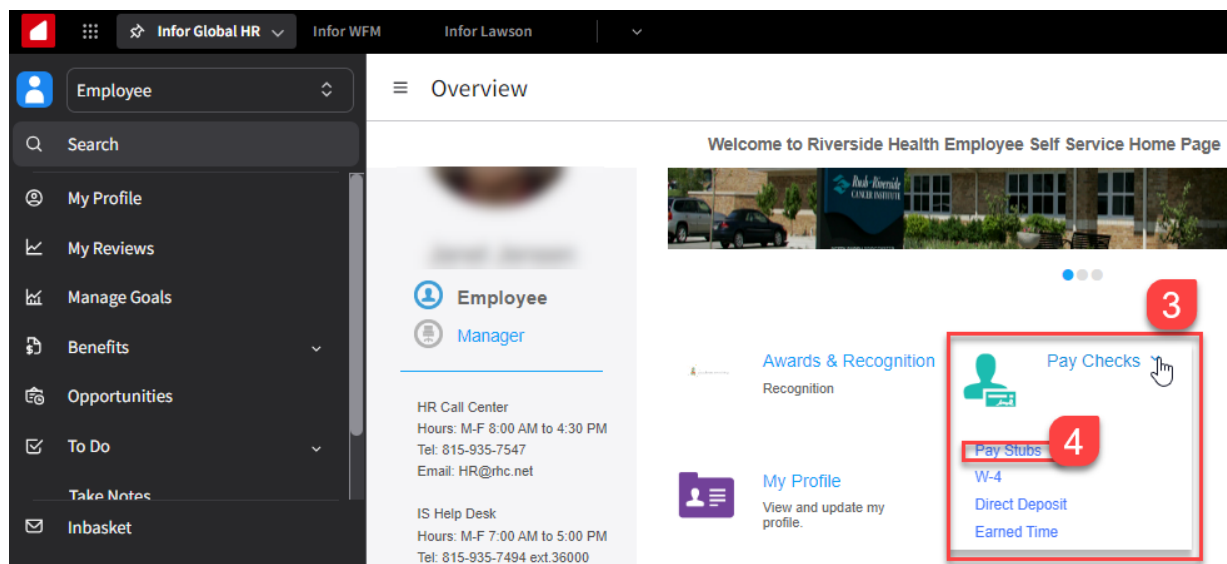 Infor Global HR
Infor WFM
Infor Lawson
Employee
Search
My Profile
My Reviews
Manage Goals
Benefits
Opportunities
To Do
Take Notes
Inbasket
Overview
Welcome to Riverside Health Employee Self Service Home Page
Rush-Riverside
CANCER INSTITUTE
Employee
Manager
HR Call Center
Hours: M-F 8:00 AM to 4:30 PM
Tel: 815-935-7547
Email: HR@rhc.net
IS Help Desk
Hours: M-F 7:00 AM to 5:00 PM
Tel: 815-935-7494 ext.36000
Awards & Recognition
Recognition
My Profile
View and update my
profile.
3
Pay Checks
4
Pay Stubs
W-4
Direct Deposit
Earned Time